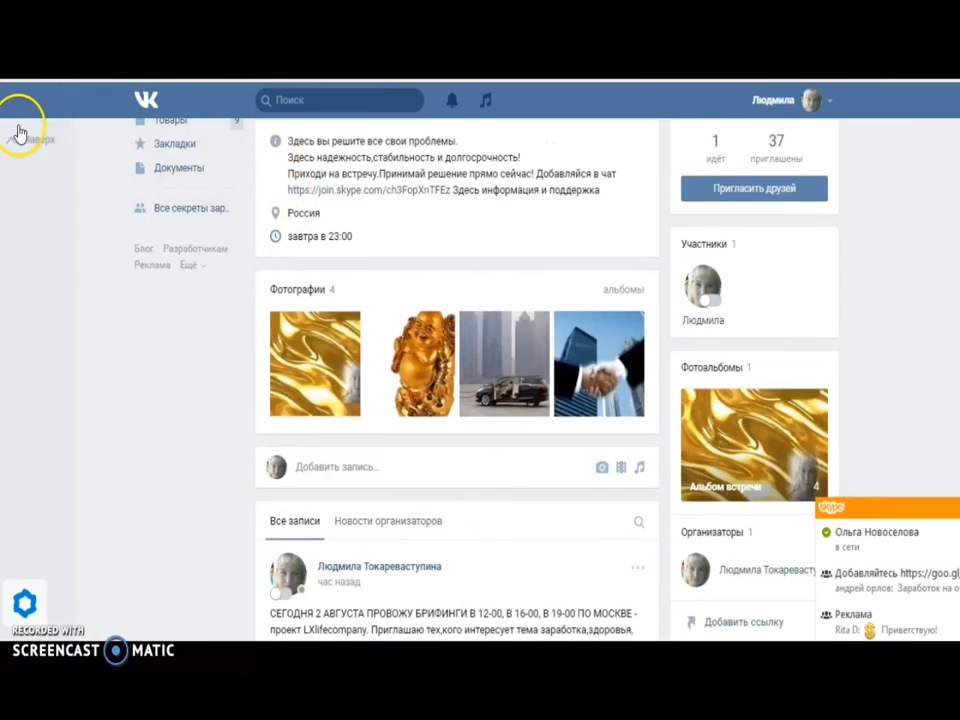 Поиск
Людмила
Наверх
Товары 9
Закладки
Документы
Все секреты зар..
Блог Разработчикам
Реклама Ещё
Здесь вы решите все свои проблемы.
Здесь надежность,стабильность и долгосрочность!
Приходи на встречу.Принимай решение прямо сейчас! Добавляйся в чат
https://join.skype.com/ch3FopXnTFEz Здесь информация и поддержка
Россия
завтра в 23:00
Фотографии 4 альбомы
Добавить запись...
Все записи Новости организаторов
Людмила Токареваступина
час назад
СЕГОДНЯ 2 АВГУСТА ПРОВОЖУ БРИФИНГИ В 12-00, В 16-00, В 19-00 ПО МОСКВЕ -
проект LXlifecompany. Приглашаю тех,кого интересует тема заработка,здоровья,
1 37
идёт приглашены
Пригласить друзей
Участники 1
Людмила
Фотоальбомы 1
Альбом встречи 4
Организаторы 1
Людмила Токаревасту
Добавить ссылку
skype
Ольга Новоселова
в сети
Добавляйтесь https://goo.gl
андрей орлов: Заработок на о
Реклама
Rita D: Приветствую!
RECORDED WITH
SCREENCAST MATIC